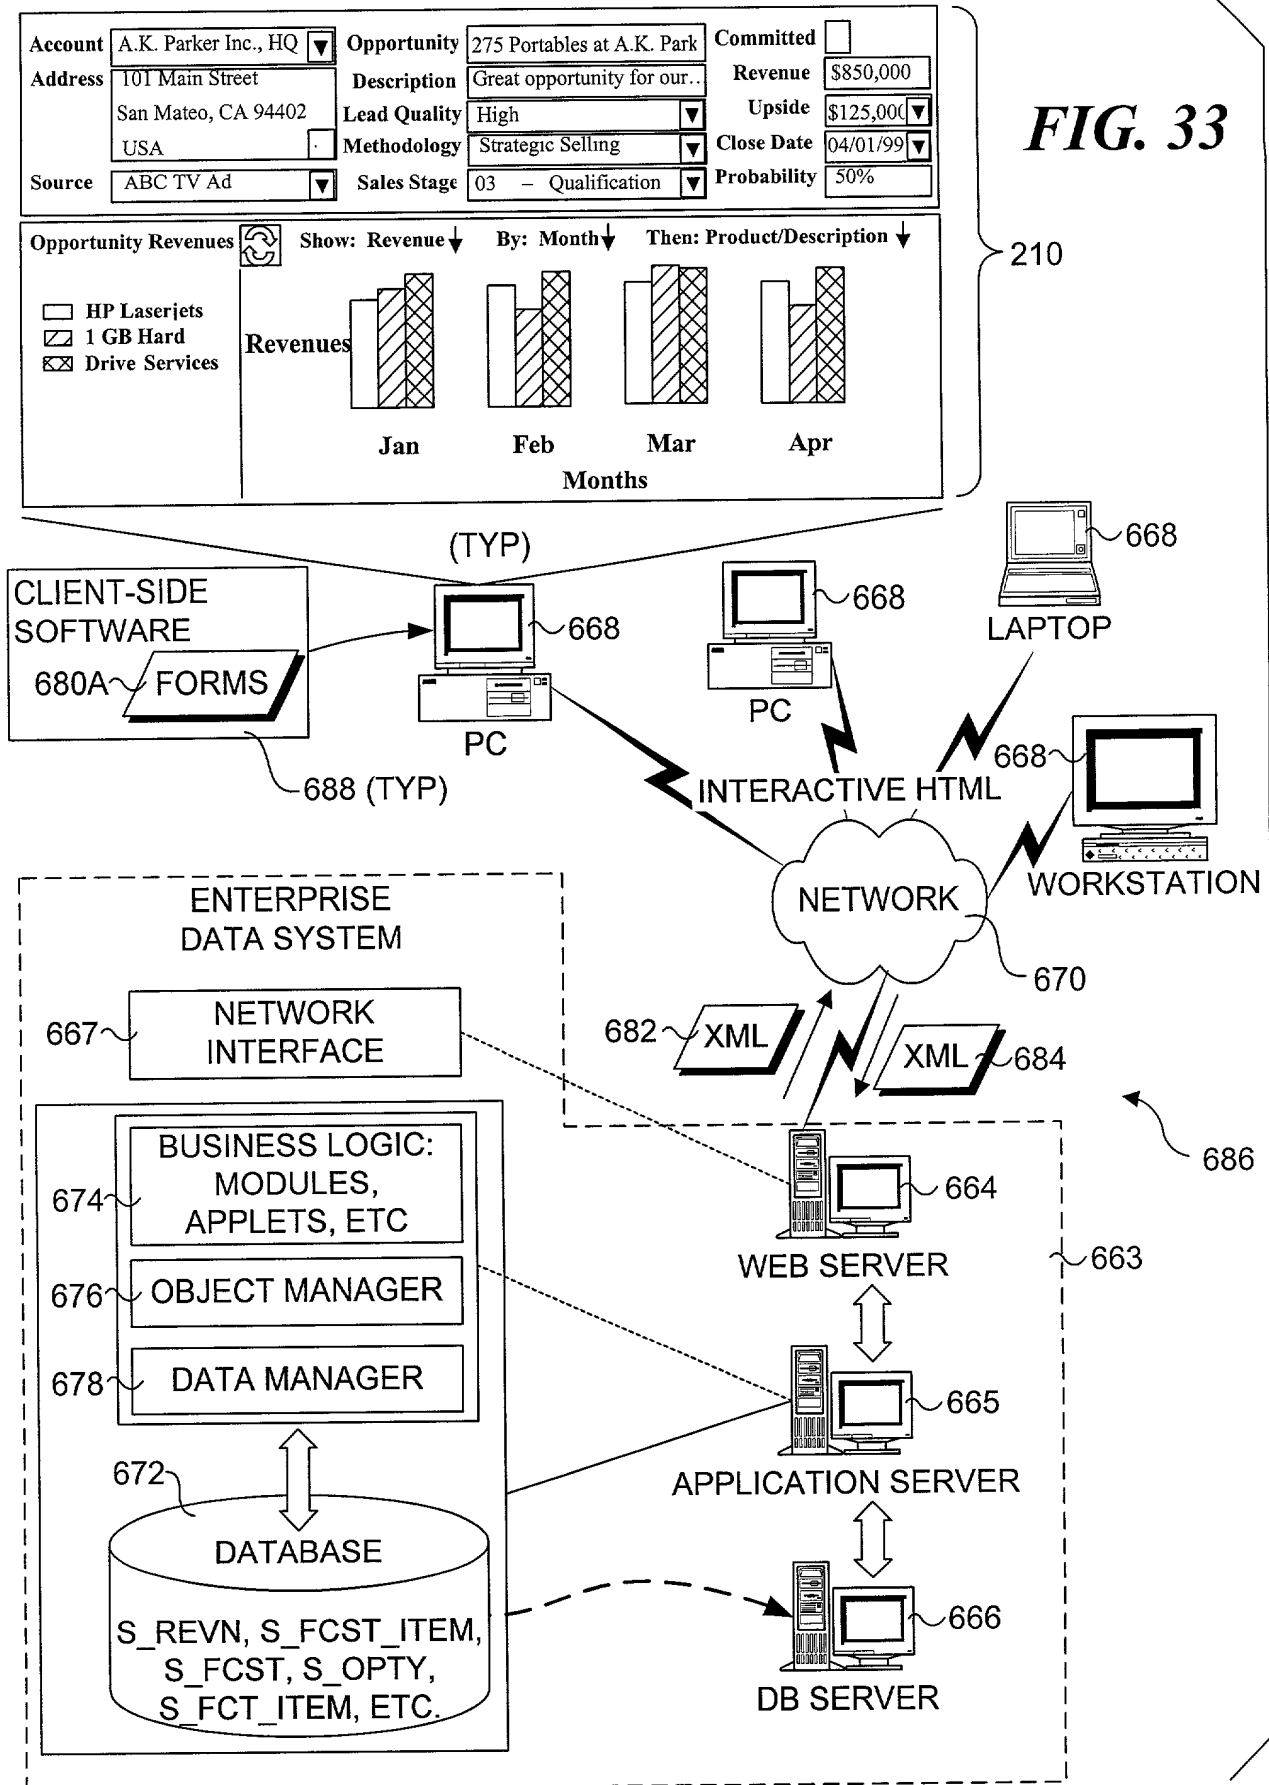 Account A.K. Parker Inc., HQ Opportunity 275 Portables at A.K. Park Committed
Address 101 Main Street Description Great opportunity for our.. Revenue $850,000
San Mateo, CA 94402 Lead Quality High Upside $125,000
USA Methodology Strategic Selling Close Date 04/01/99
Source ABC TV Ad Sales Stage 03 – Qualification Probability 50%
FIG. 33
Opportunity Revenues Show: Revenue By: Month Then: Product/Description
210
HP Laserjets
1 GB Hard
Drive Services
Revenues
Jan Feb Mar Apr
Months
(TYP)
668
LAPTOP
CLIENT-SIDE
SOFTWARE
680A FORMS
688 (TYP)
668
PC
668
PC
668
WORKSTATION
INTERACTIVE HTML
NETWORK
670
ENTERPRISE
DATA SYSTEM
667 NETWORK
INTERFACE
682 XML
XML 684
686
674 BUSINESS LOGIC:
MODULES,
APPLETS, ETC
676 OBJECT MANAGER
678 DATA MANAGER
664
WEB SERVER
663
665
APPLICATION SERVER
672
DATABASE
S_REVN, S_FCST_ITEM,
S_FCST, S_OPTY,
S_FCT_ITEM, ETC.
666
DB SERVER